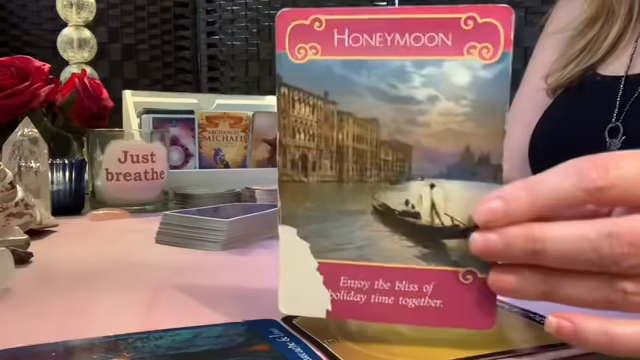 HONEYMOON
Just
breathe
ARCHANGEL
MICHAEL
Enjoy the bliss of
holiday time together.